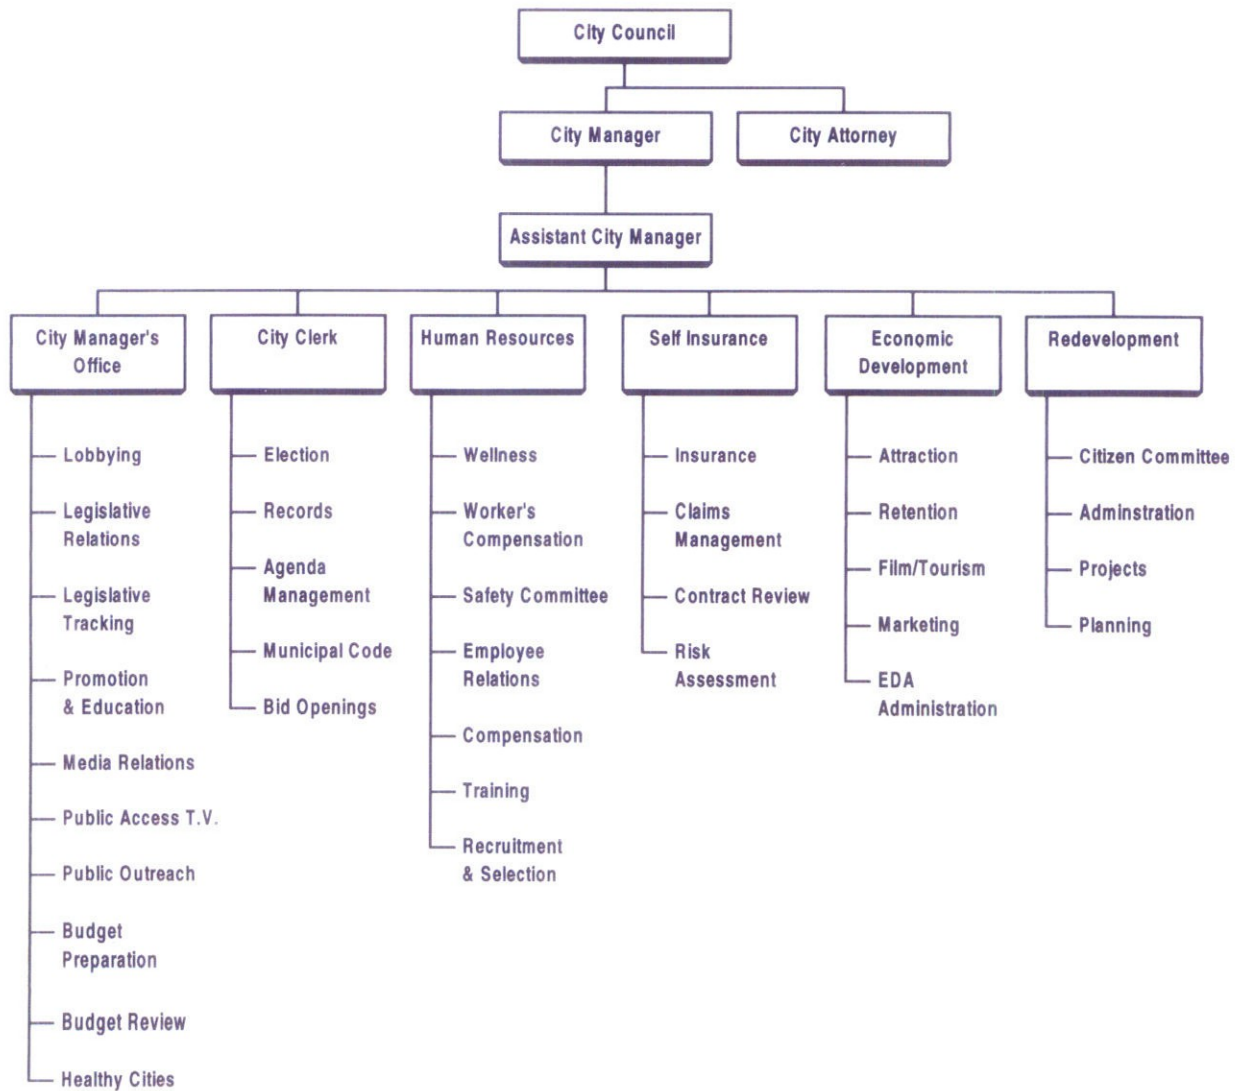 City Council
City Manager
City Attorney
Assistant City Manager
City Manager's
Office
City Clerk
Human Resources
Self Insurance
Economic
Development
Redevelopment
Lobbying
Legislative
Relations
Legislative
Tracking
Promotion
& Education
Media Relations
Public Access T.V.
Public Outreach
Budget
Preparation
Budget Review
Healthy Cities
Election
Records
Agenda
Management
Municipal Code
Bid Openings
Wellness
Worker's
Compensation
Safety Committee
Employee
Relations
Compensation
Training
Recruitment
& Selection
Insurance
Claims
Management
Contract Review
Risk
Assessment
Attraction
Retention
Film/Tourism
Marketing
EDA
Administration
Citizen Committee
Adminstration
Projects
Planning